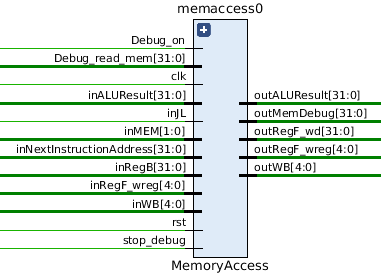 memaccess0
Debug_on
Debug_read_mem[31:0]
clk
inALUResult[31:0]
inJL
inMEM[1:0]
inNextInstructionAddress[31:0]
inRegB[31:0]
inRegF_wreg[4:0]
inWB[4:0]
rst
stop_debug
outALUResult[31:0]
outMemDebug[31:0]
outRegF_wd[31:0]
outRegF_wreg[4:0]
outWB[4:0]
MemoryAccess